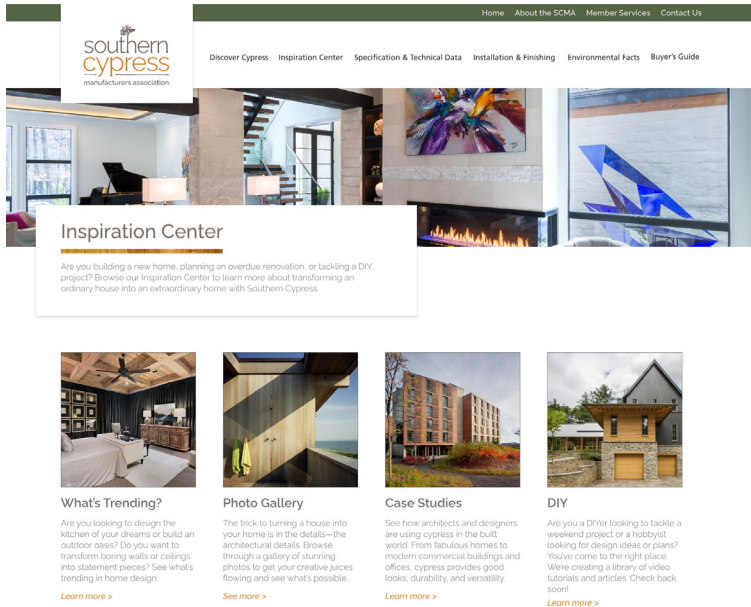 Home About the SCMA Member Services Contact Us
southern
cypress
manufacturers association
Discover Cypress Inspiration Center Specification & Technical Data Installation & Finishing Environmental Facts Buyer's Guide
Inspiration Center
Are you building a new home, planning an overdue renovation, or tackling a DIY
project? Browse our Inspiration Center to learn more about transforming an
ordinary house into an extraordinary home with Southern Cypress.
What's Trending?
Are you looking to design the
kitchen of your dreams or build an
outdoor oasis? Do you want to
transform boring walls or ceilings
into statement pieces? See what's
trending in home design.
Learn more >
Photo Gallery
The trick to turning a house into
your home is in the details—the
architectural details. Browse
through a gallery of stunning
photos to get your creative juices
flowing and see what's possible.
See more >
Case Studies
See how architects and designers
are using cypress in the built
world. From fabulous homes to
modern commercial buildings and
offices, cypress provides good
looks, durability, and versatility.
Learn more >
DIY
Are you a DIYer looking to tackle a
weekend project or a hobbyist
looking for design ideas or plans?
You've come to the right place.
We're creating a library of video
tutorials and articles. Check back
soon!
Learn more >